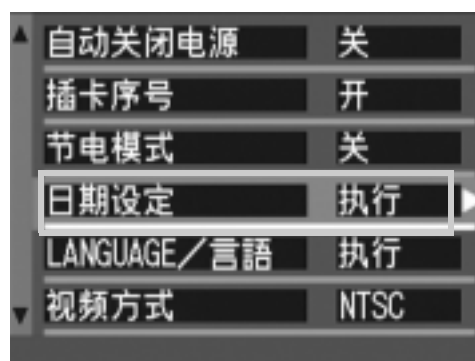 自动关闭电源 关
插卡序号 开
节电模式 关
日期设定 执行
LANGUAGE／言語 执行
视频方式 NTSC